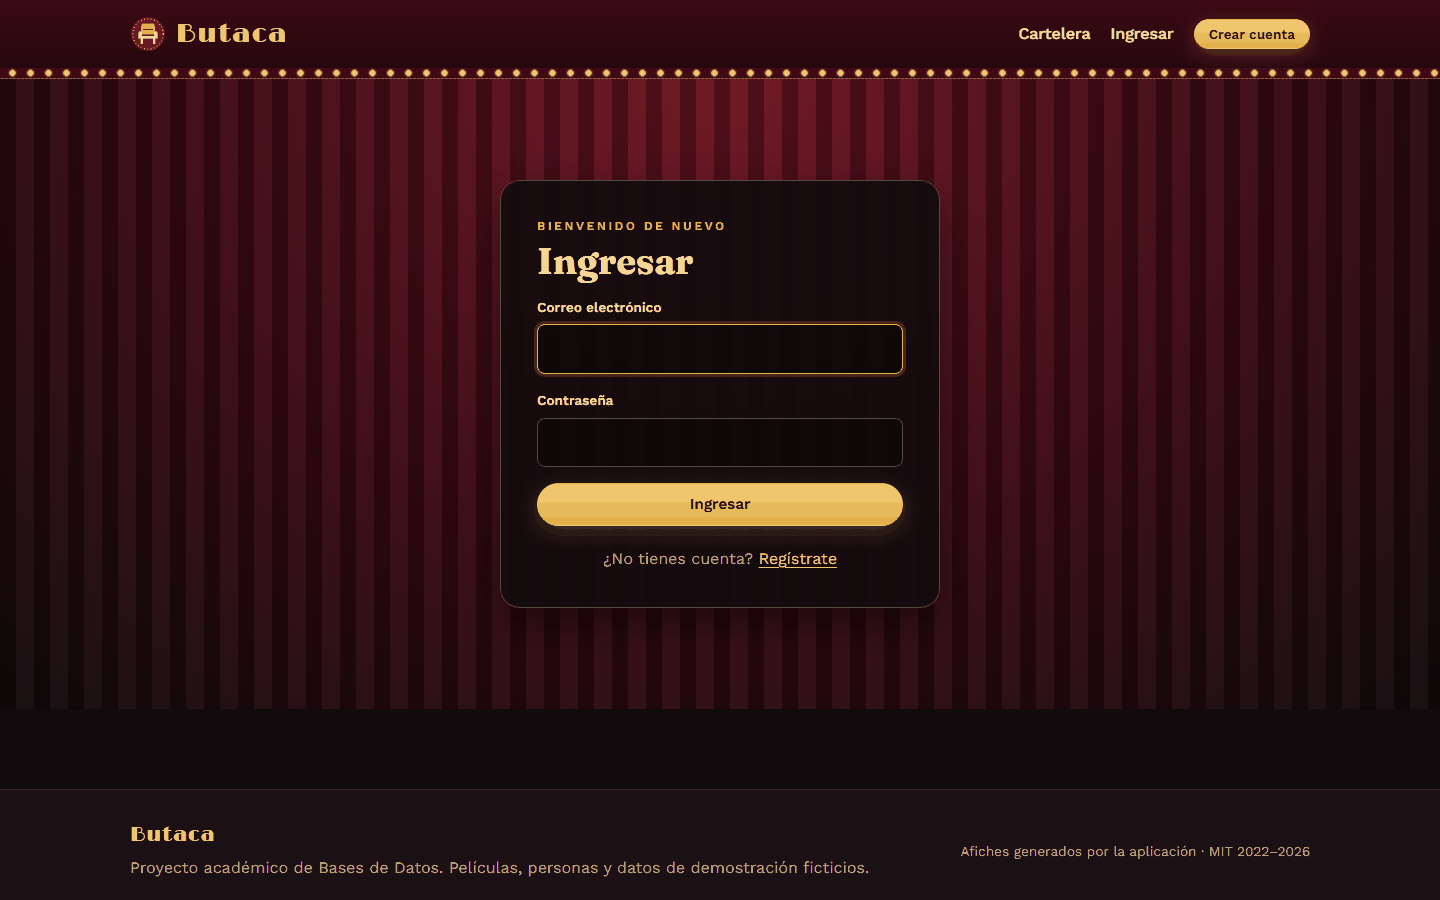 Butaca
Cartelera
Ingresar
Crear cuenta
BIENVENIDO DE NUEVO
Ingresar
Correo electrónico
Contraseña
Ingresar
¿No tienes cuenta? Regístrate
Butaca
Proyecto académico de Bases de Datos. Películas, personas y datos de demostración ficticios.
Afiches generados por la aplicación · MIT 2022–2026